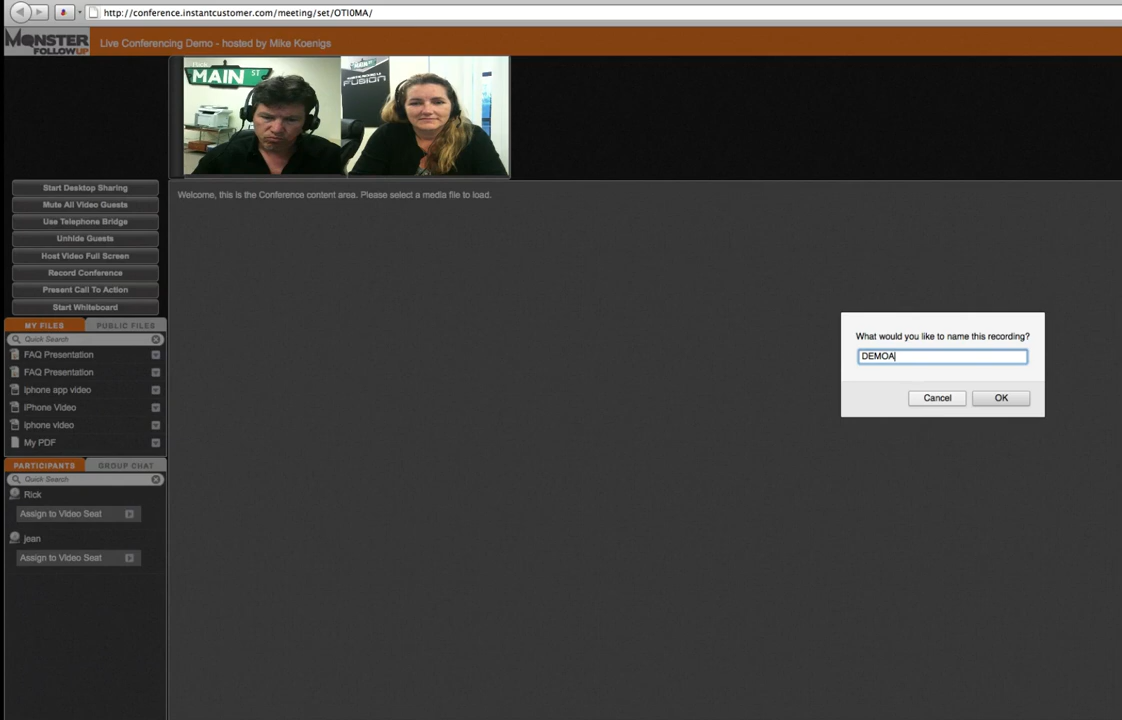 http://conference.instantcustomer.com/meeting/set/OTI0MA/
MONSTER
FOLLOWUP
Live Conferencing Demo - hosted by Mike Koenigs
Rick
MAIN ST
MAIN ST
FUSION
Start Desktop Sharing
Mute All Video Guests
Use Telephone Bridge
Unhide Guests
Host Video Full Screen
Record Conference
Present Call To Action
Start Whiteboard
Welcome, this is the Conference content area. Please select a media file to load.
MY FILES
PUBLIC FILES
Quick Search
FAQ Presentation
FAQ Presentation
Iphone app video
IPhone Video
iphone video
My PDF
PARTICIPANTS
GROUP CHAT
Quick Search
Rick
Assign to Video Seat
jean
Assign to Video Seat
What would you like to name this recording?
DEMOA
Cancel
OK